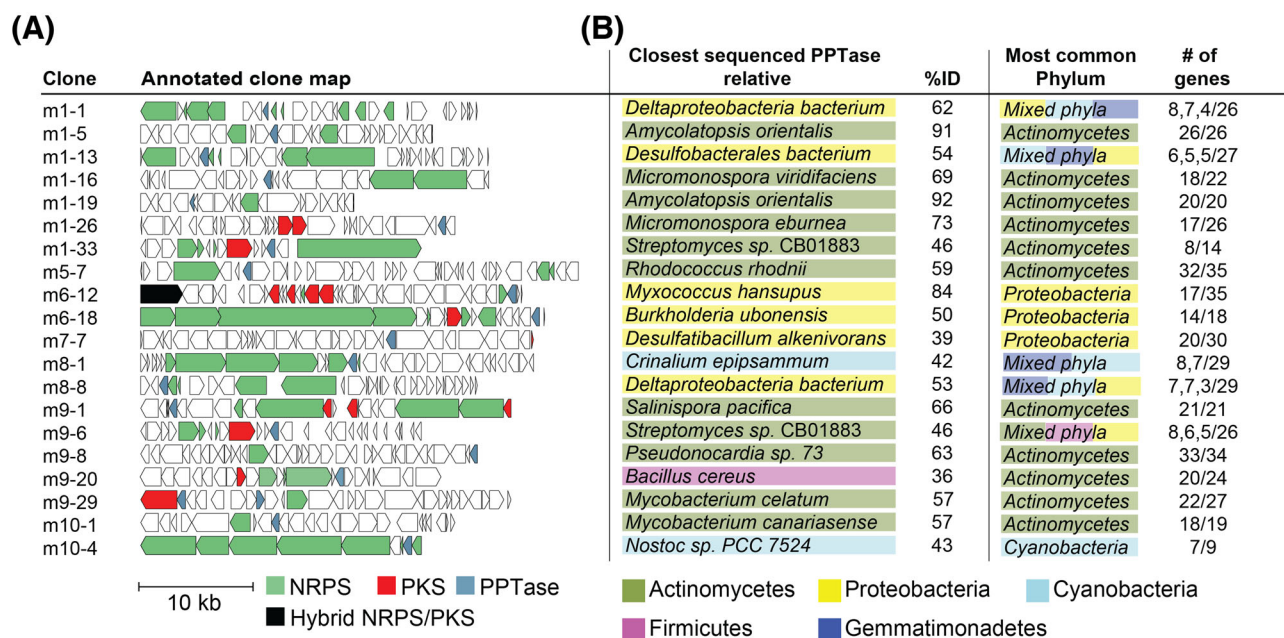 (A)
(B)
Clone Annotated clone map Closest sequenced PPTase relative %ID Most common Phylum # of genes
m1-1 Deltaproteobacteria bacterium 62 Mixed phyla 8,7,4/26
m1-5 Amycolatopsis orientalis 91 Actinomycetes 26/26
m1-13 Desulfobacterales bacterium 54 Mixed phyla 6,5,5/27
m1-16 Micromonospora viridifaciens 69 Actinomycetes 18/22
m1-19 Amycolatopsis orientalis 92 Actinomycetes 20/20
m1-26 Micromonospora eburnea 73 Actinomycetes 17/26
m1-33 Streptomyces sp. CB01883 46 Actinomycetes 8/14
m5-7 Rhodococcus rhodnii 59 Actinomycetes 32/35
m6-12 Myxococcus hansupus 84 Proteobacteria 17/35
m6-18 Burkholderia ubonensis 50 Proteobacteria 14/18
m7-7 Desulfatibacillum alkenivorans 39 Proteobacteria 20/30
m8-1 Crinalium epipsammum 42 Mixed phyla 8,7/29
m8-8 Deltaproteobacteria bacterium 53 Mixed phyla 7,7,3/29
m9-1 Salinispora pacifica 66 Actinomycetes 21/21
m9-6 Streptomyces sp. CB01883 46 Mixed phyla 8,6,5/26
m9-8 Pseudonocardia sp. 73 63 Actinomycetes 33/34
m9-20 Bacillus cereus 36 Actinomycetes 20/24
m9-29 Mycobacterium celatum 57 Actinomycetes 22/27
m10-1 Mycobacterium canariasense 57 Actinomycetes 18/19
m10-4 Nostoc sp. PCC 7524 43 Cyanobacteria 7/9
10 kb
NRPS PKS PPTase
Hybrid NRPS/PKS
Actinomycetes Proteobacteria Cyanobacteria
Firmicutes Gemmatimonadetes